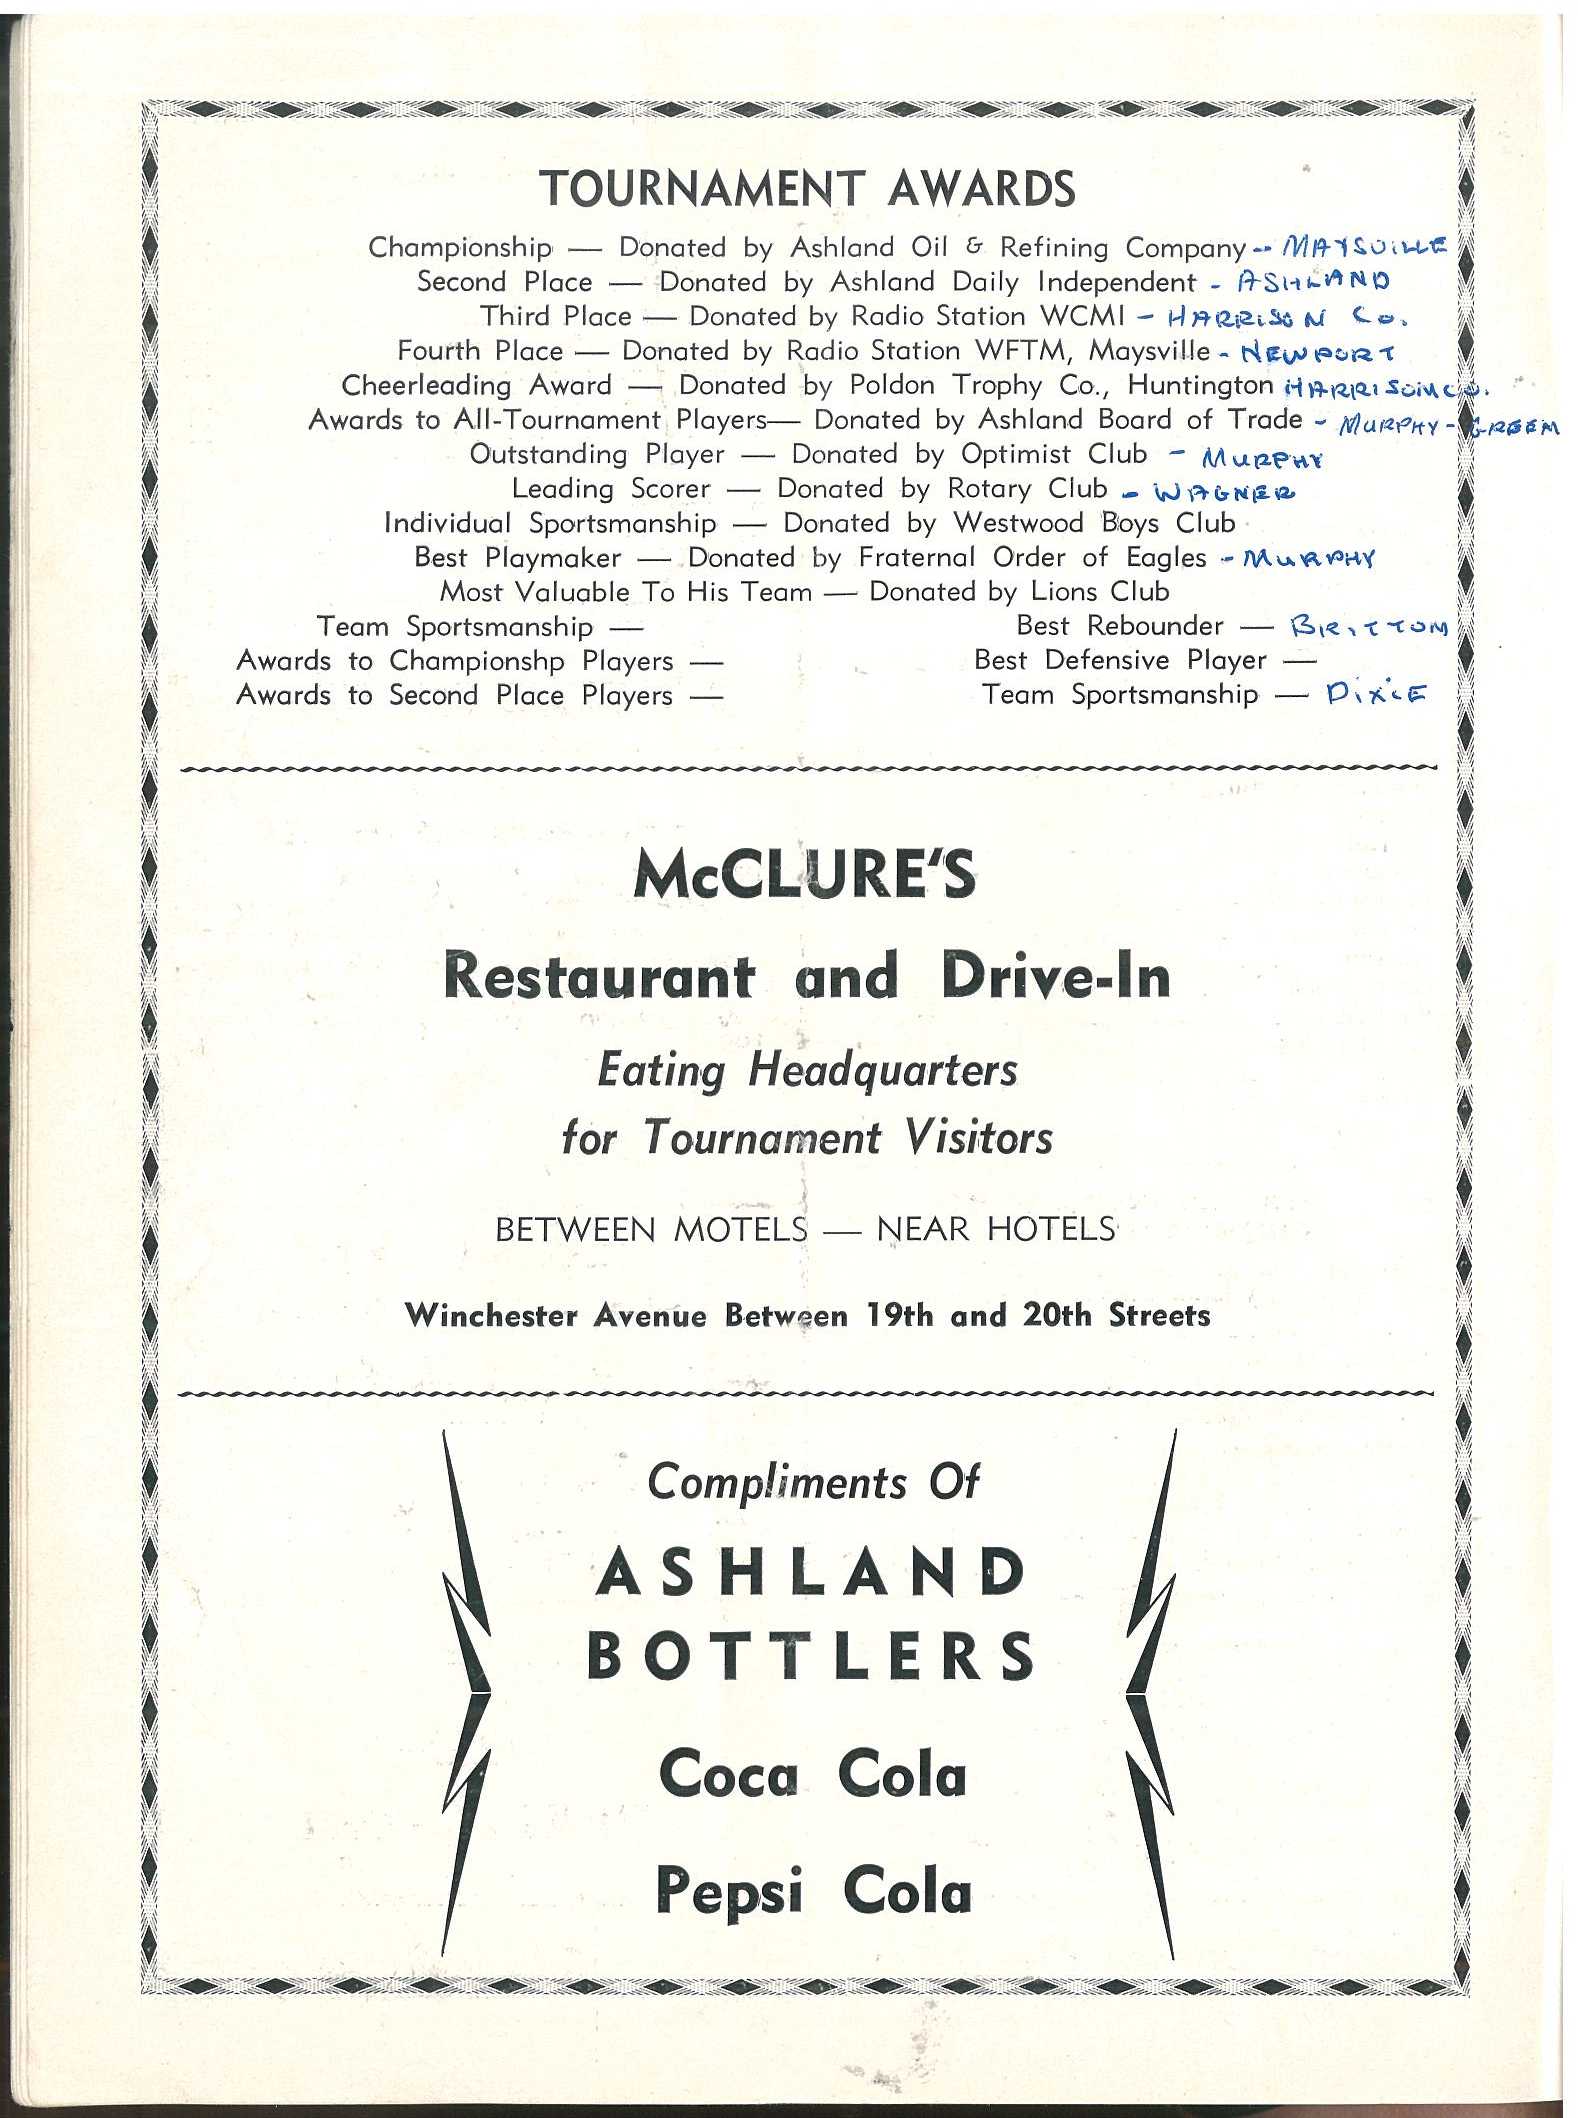 TOURNAMENT AWARDS
Championship — Donated by Ashland Oil & Refining Company -- MAYSVILLE
Second Place — Donated by Ashland Daily Independent - ASHLAND
Third Place — Donated by Radio Station WCMI - HARRISON CO.
Fourth Place — Donated by Radio Station WFTM, Maysville - NEWPORT
Cheerleading Award — Donated by Poldon Trophy Co., Huntington HARRISON CO.
Awards to All-Tournament Players— Donated by Ashland Board of Trade - MURPHY - GREEN
Outstanding Player — Donated by Optimist Club - MURPHY
Leading Scorer — Donated by Rotary Club - WAGNER
Individual Sportsmanship — Donated by Westwood Boys Club
Best Playmaker — Donated by Fraternal Order of Eagles - MURPHY
Most Valuable To His Team — Donated by Lions Club
Team Sportsmanship — Best Rebounder — BRITTON
Awards to Championshp Players — Best Defensive Player —
Awards to Second Place Players — Team Sportsmanship — DIXIE
McCLURE'S
Restaurant and Drive-In
Eating Headquarters
for Tournament Visitors
BETWEEN MOTELS — NEAR HOTELS
Winchester Avenue Between 19th and 20th Streets
Compliments Of
ASHLAND
BOTTLERS
Coca Cola
Pepsi Cola